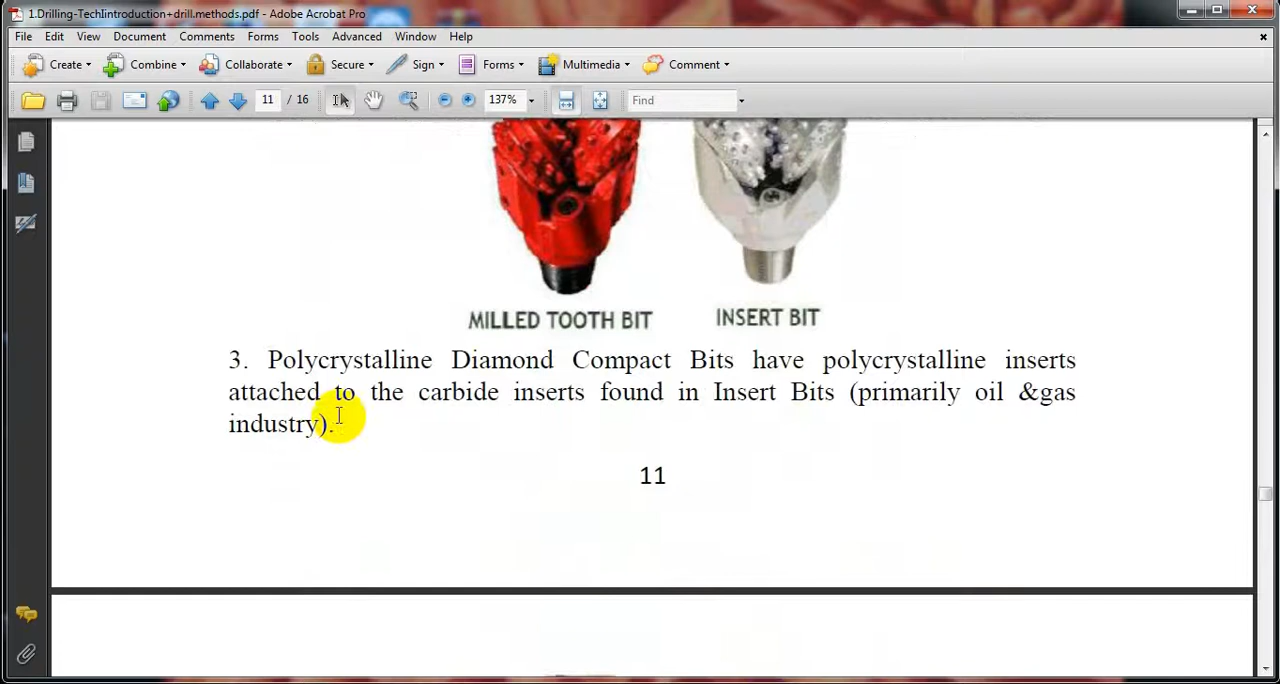 1.Drilling-TechIintroduction+drill.methods.pdf - Adobe Acrobat Pro
File Edit View Document Comments Forms Tools Advanced Window Help
Create Combine Collaborate Secure Sign Forms Multimedia Comment
11 / 16 137% Find
MILLED TOOTH BIT INSERT BIT
3. Polycrystalline Diamond Compact Bits have polycrystalline inserts
attached to the carbide inserts found in Insert Bits (primarily oil &gas
industry).
11